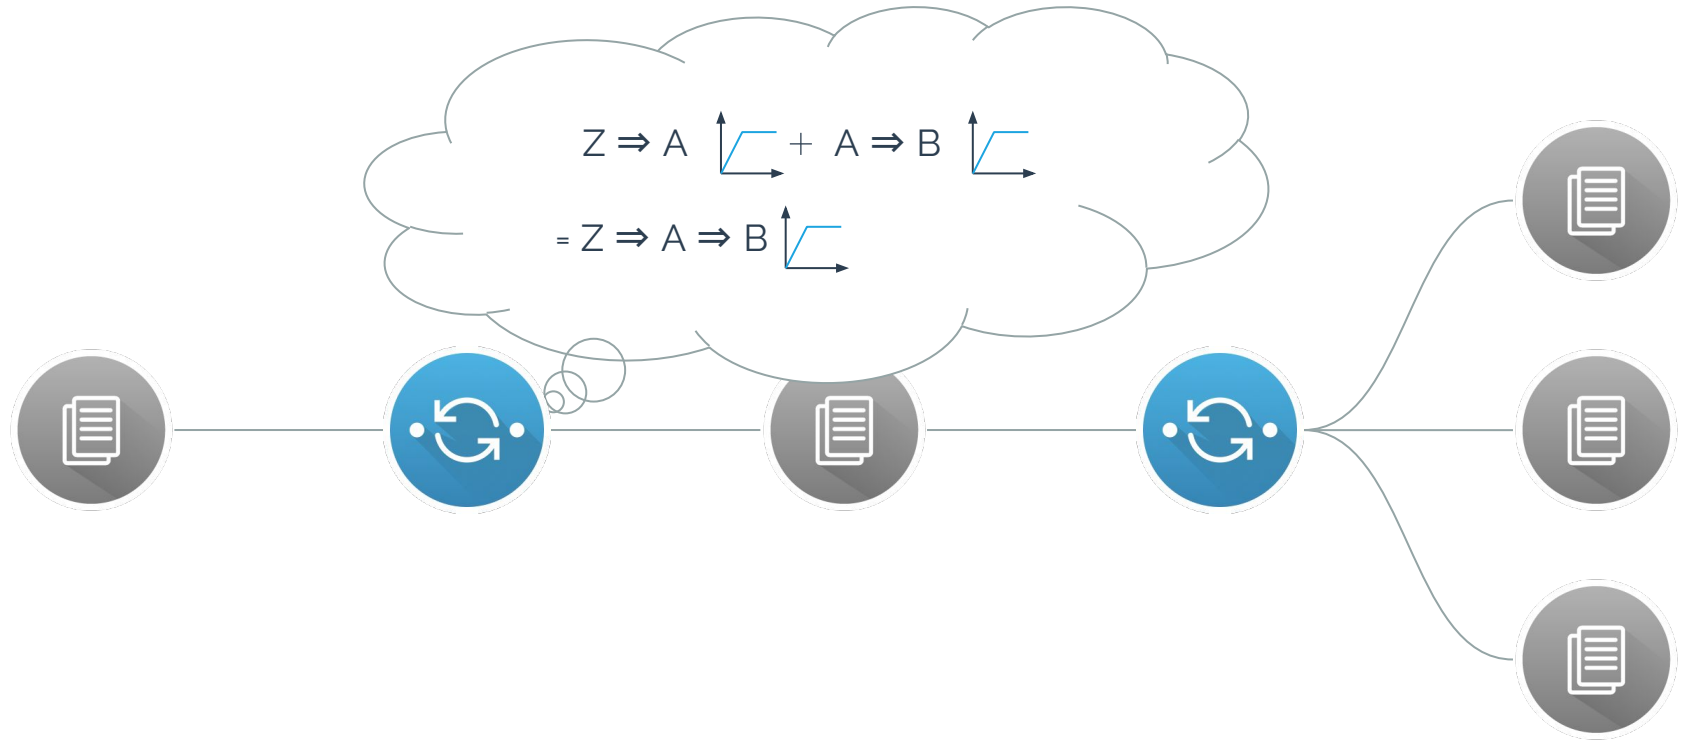 Z ⇒ A + A ⇒ B
= Z ⇒ A ⇒ B